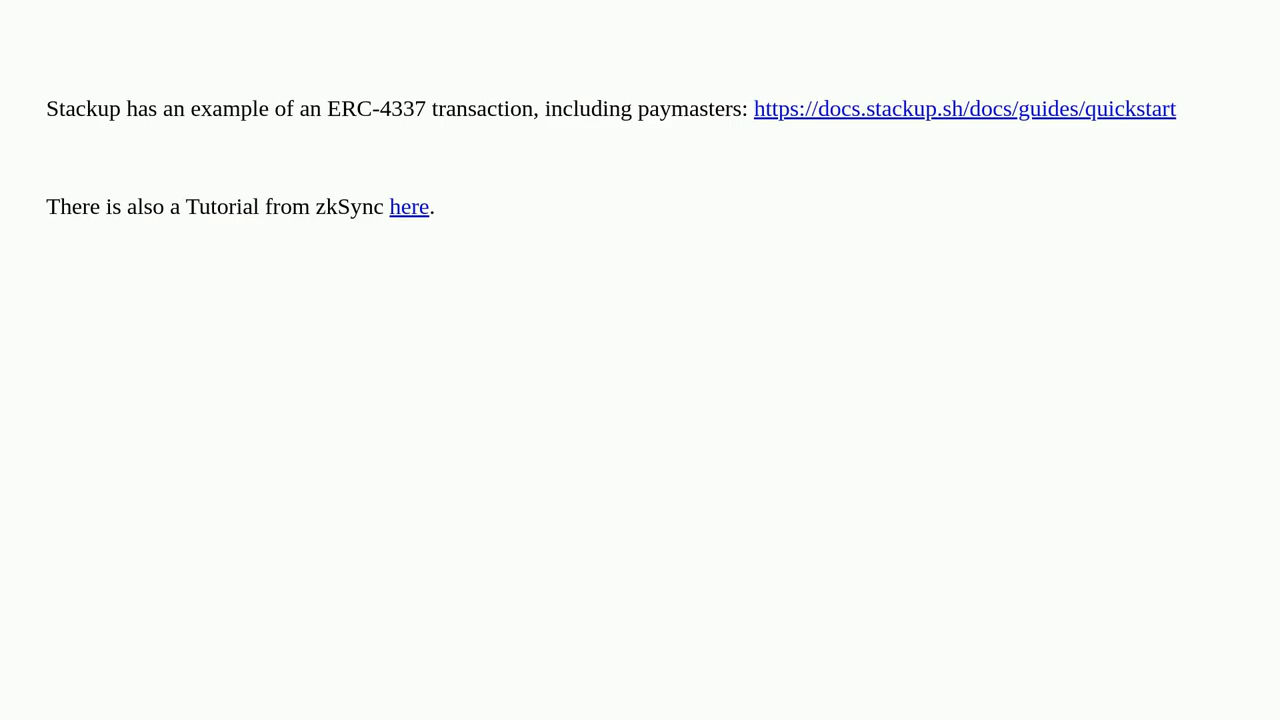 Stackup has an example of an ERC-4337 transaction, including paymasters: https://docs.stackup.sh/docs/guides/quickstart
There is also a Tutorial from zkSync here.